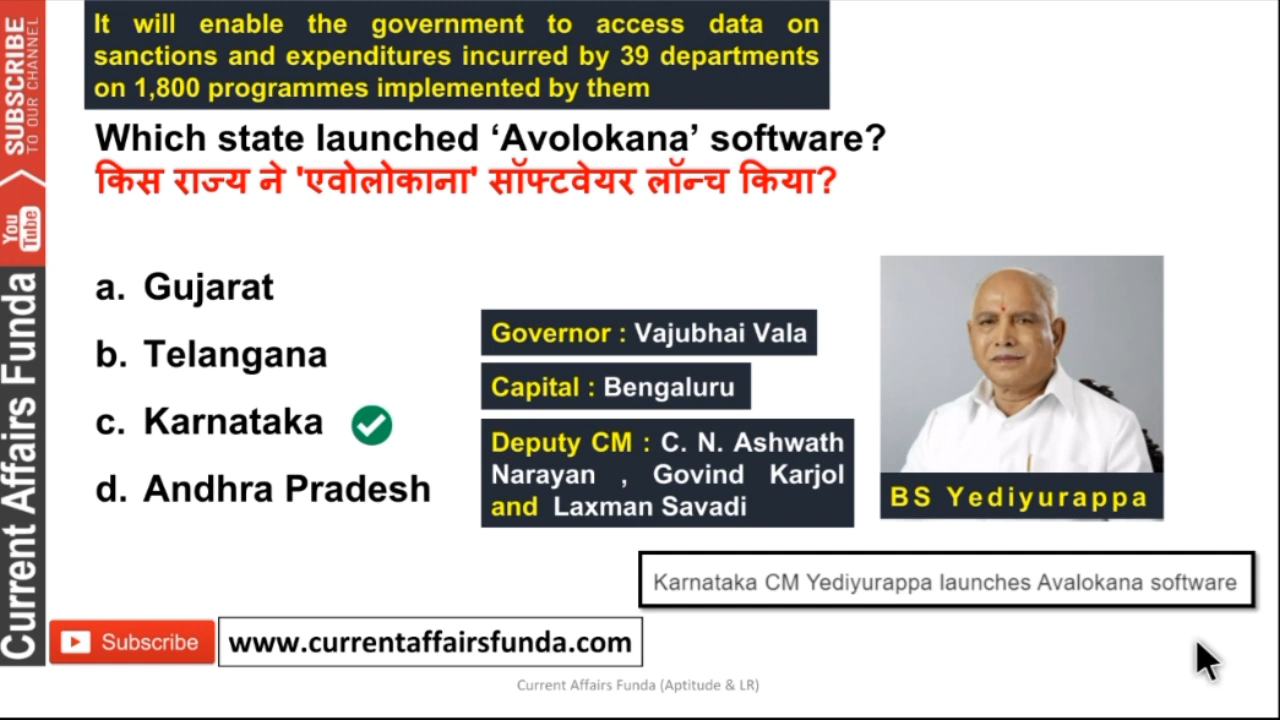 It will enable the government to access data on
sanctions and expenditures incurred by 39 departments
on 1,800 programmes implemented by them
Which state launched ‘Avolokana’ software?
किस राज्य ने 'एवोलोकाना' सॉफ्टवेयर लॉन्च किया?
a. Gujarat
b. Telangana
c. Karnataka
d. Andhra Pradesh
Governor : Vajubhai Vala
Capital : Bengaluru
Deputy CM : C. N. Ashwath
Narayan , Govind Karjol
and Laxman Savadi
BS Yediyurappa
Karnataka CM Yediyurappa launches Avalokana software
Subscribe
www.currentaffairsfunda.com
Current Affairs Funda (Aptitude & LR)
SUBSCRIBE
TO OUR CHANNEL
You
Tube
Current Affairs Funda